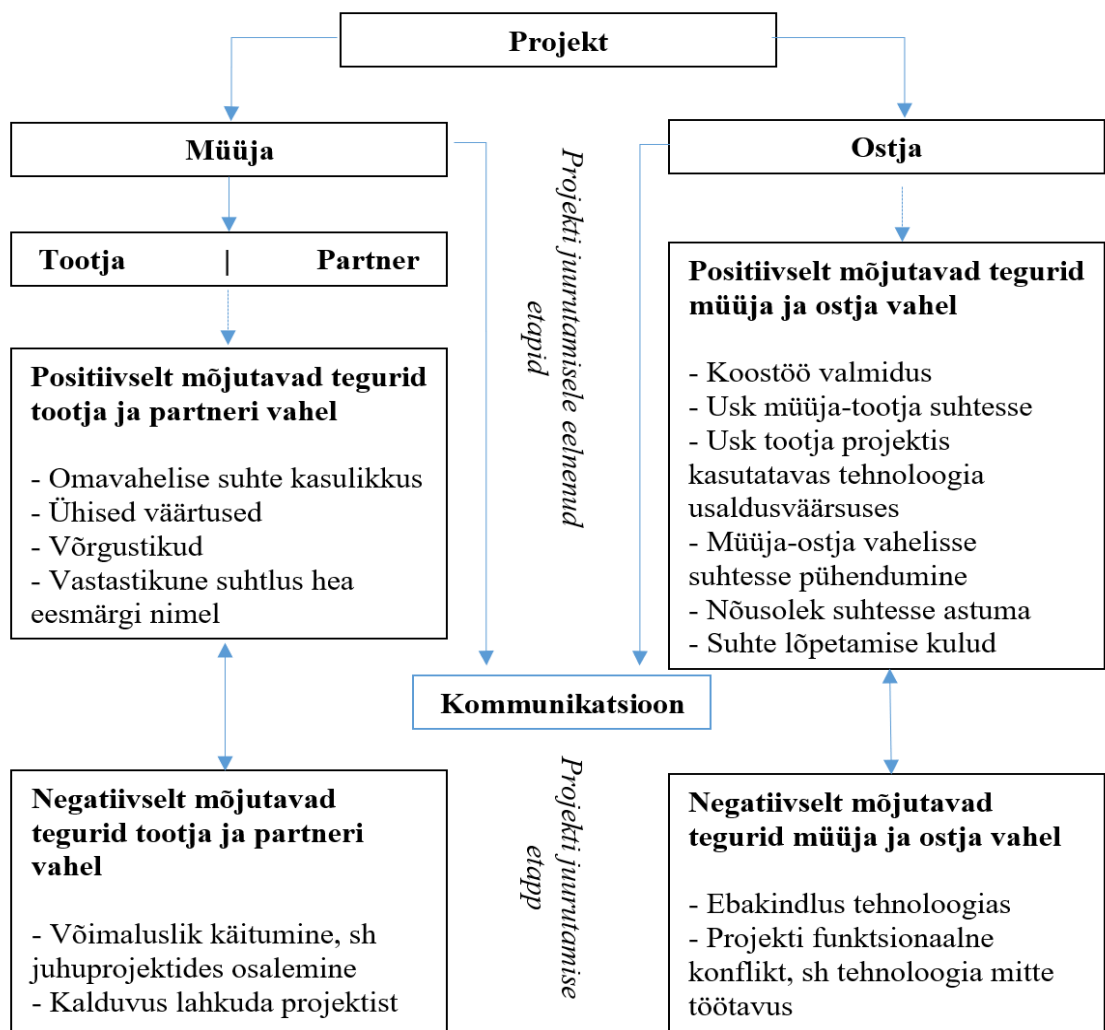 Projekt
Müüja
Ostja
Tootja | Partner
Projekti juurutamisele eelnenud
etapid
Positiivselt mõjutavad tegurid
tootja ja partneri vahel
- Omavahelise suhte kasulikkus
- Ühised väärtused
- Võrgustikud
- Vastastikune suhtlus hea
eesmärgi nimel
Positiivselt mõjutavad tegurid
müüja ja ostja vahel
- Koostöö valmidus
- Usk müüja-tootja suhtesse
- Usk tootja projektis
kasutatavas tehnoloogia
usaldusväärsuses
- Müüja-ostja vahelisse
suhtesse pühendumine
- Nõusolek suhtesse astuma
- Suhte lõpetamise kulud
Kommunikatsioon
Projekti juurutamise
etapp
Negatiivselt mõjutavad
tegurid tootja ja partneri
vahel
- Võimaluslik käitumine, sh
juhuprojektides osalemine
- Kalduvus lahkuda projektist
Negatiivselt mõjutavad
tegurid müüja ja ostja vahel
- Ebakindlus tehnoloogias
- Projekti funktsionaalne
konflikt, sh tehnoloogia mitte
töötavus